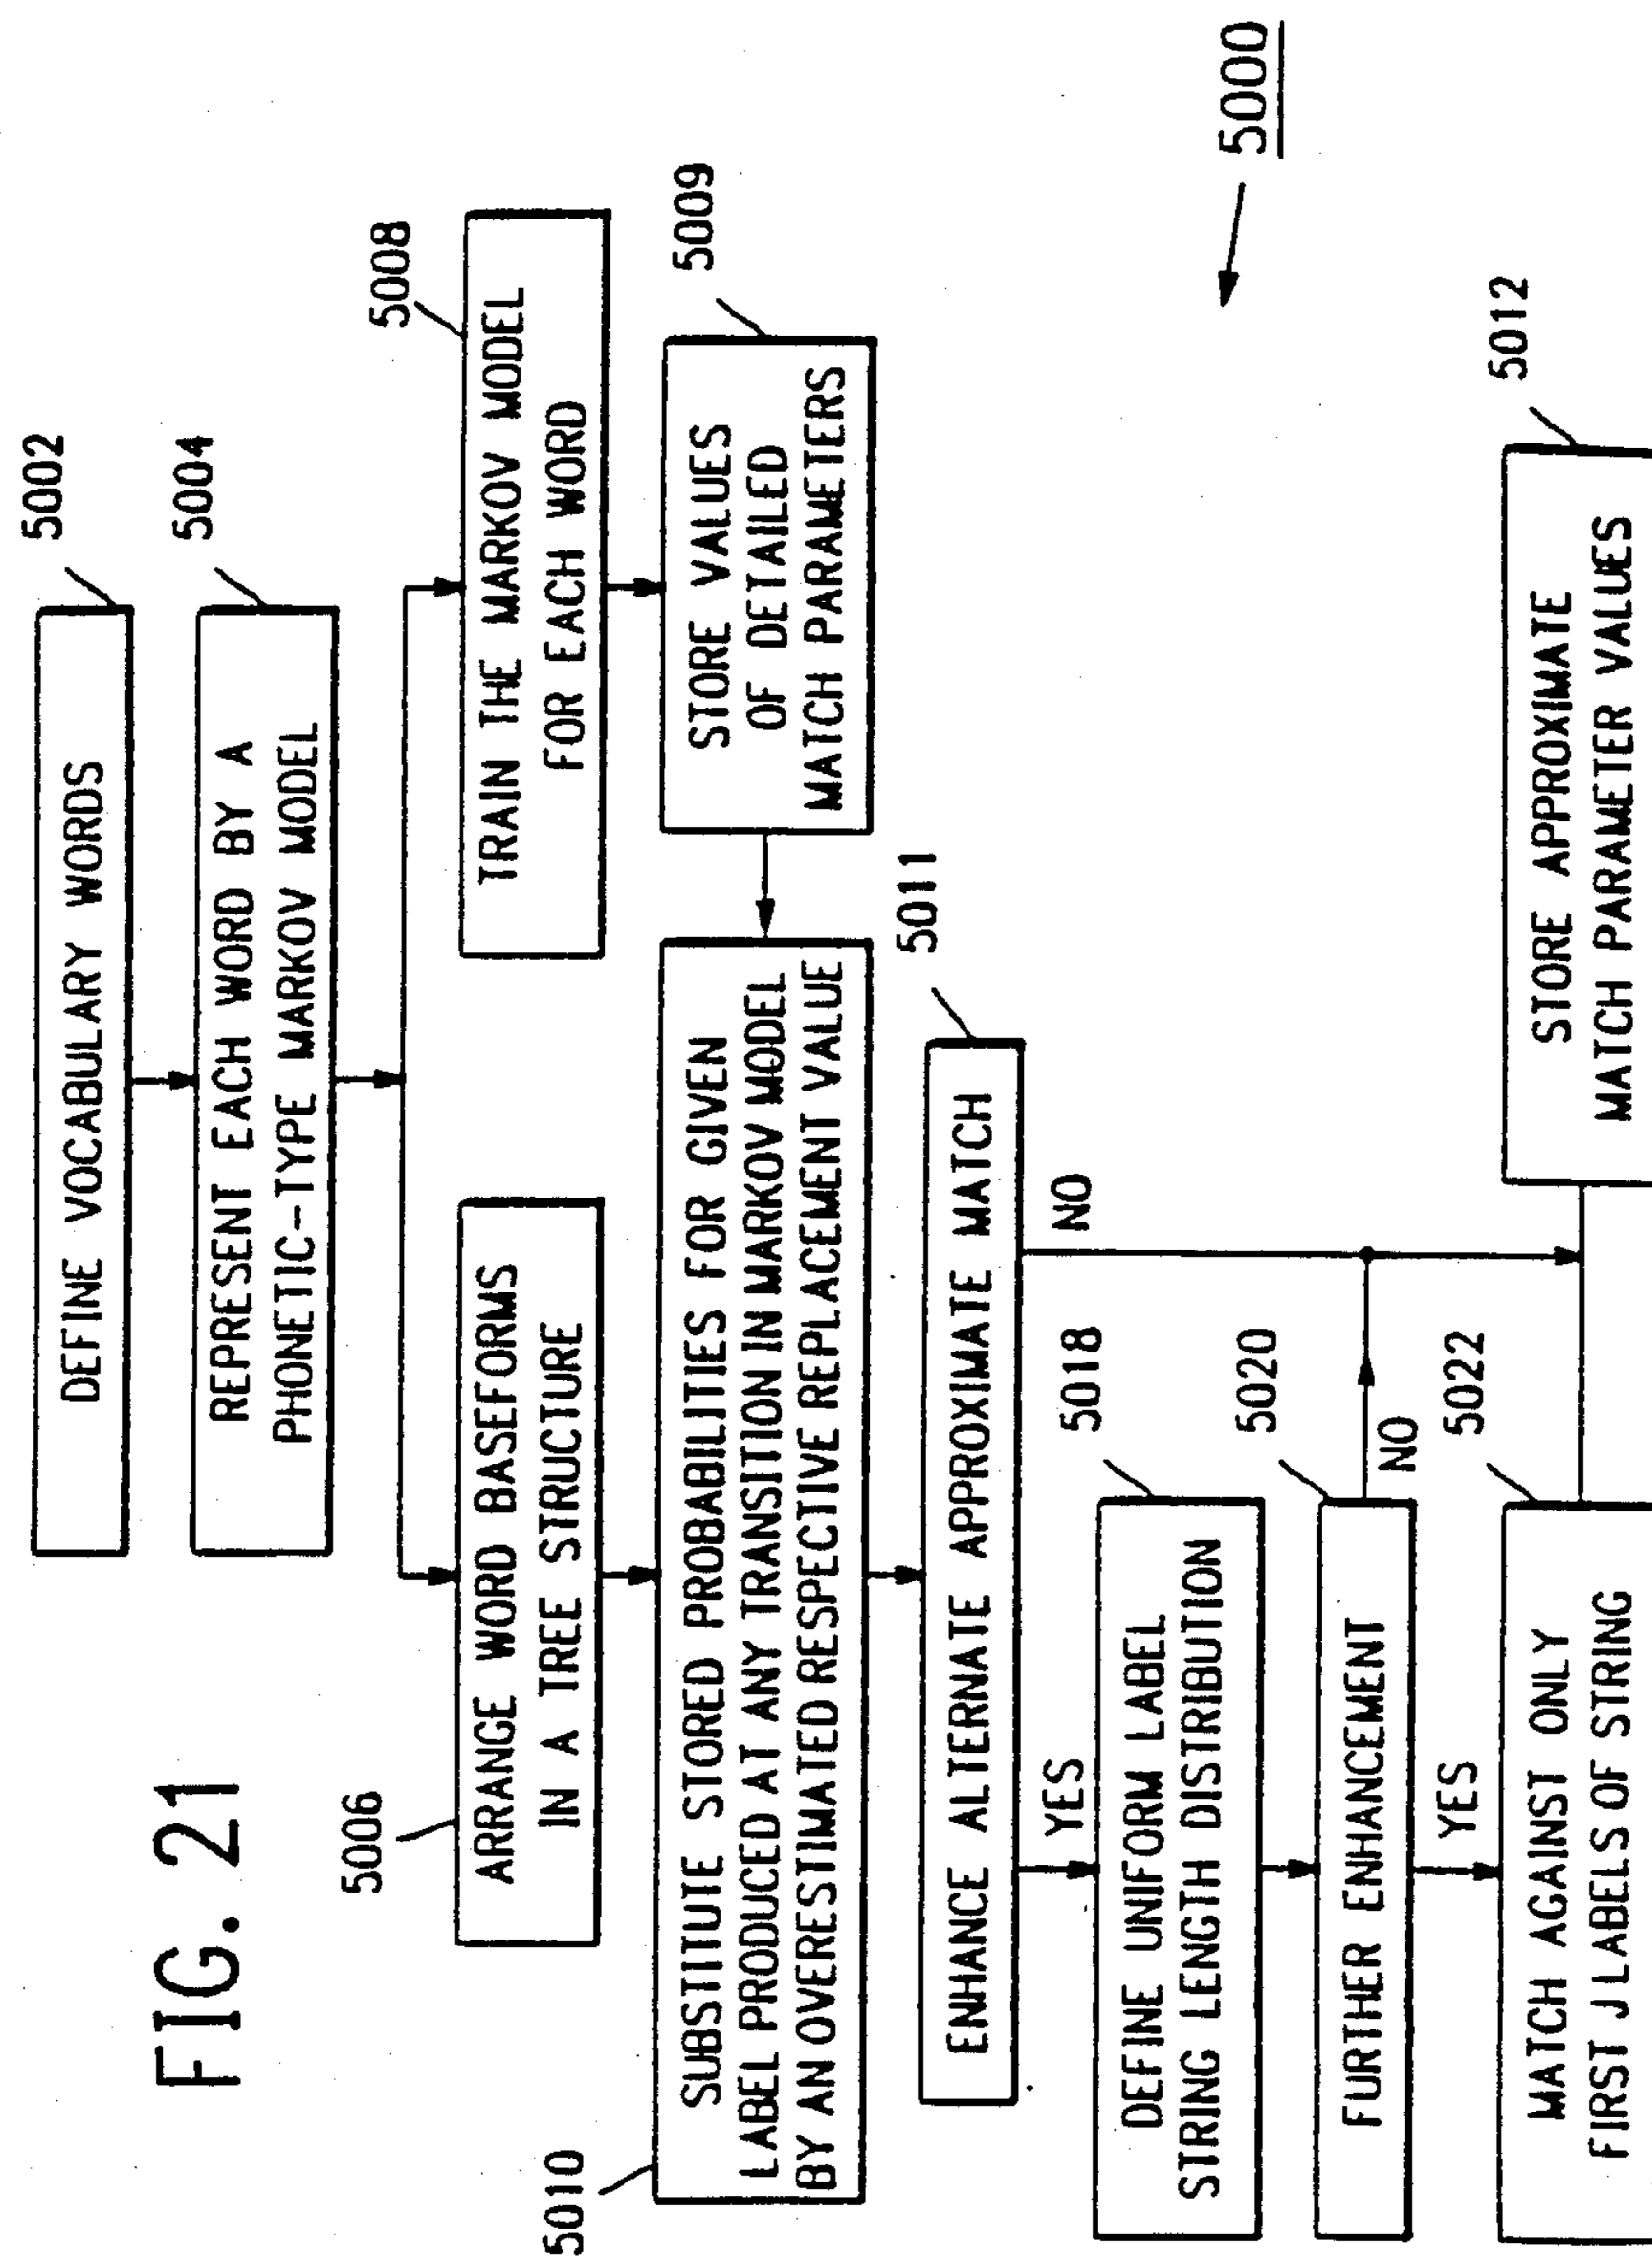 FIG. 21
5002
DEFINE VOCABULARY WORDS
5004
REPRESENT EACH WORD BY A
PHONETIC-TYPE MARKOV MODEL
5006
ARRANGE WORD BASEFORMS
IN A TREE STRUCTURE
5008
TRAIN THE MARKOV MODEL
FOR EACH WORD
5009
STORE VALUES
OF DETAILED
MATCH PARAMETERS
5010
SUBSTITUTE STORED PROBABILITIES FOR GIVEN
LABEL PRODUCED AT ANY TRANSITION IN MARKOV MODEL
BY AN OVERESTIMATED RESPECTIVE REPLACEMENT VALUE
5011
ENHANCE ALTERNATE APPROXIMATE MATCH
YES
NO
5018
DEFINE UNIFORM LABEL
STRING LENGTH DISTRIBUTION
5020
FURTHER ENHANCEMENT
NO
YES
5022
MATCH AGAINST ONLY
FIRST J LABELS OF STRING
5012
STORE APPROXIMATE
MATCH PARAMETER VALUES
5000